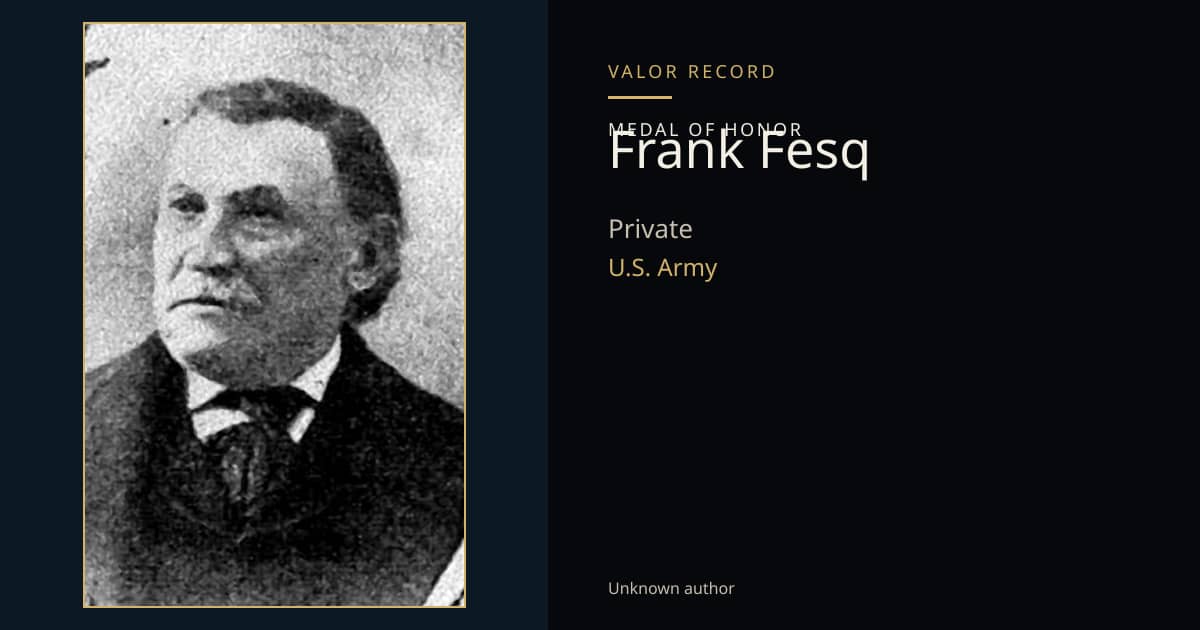 VALOR RECORD
MEDAL OF HONOR
Frank Fesq
Private
U.S. Army
Unknown author